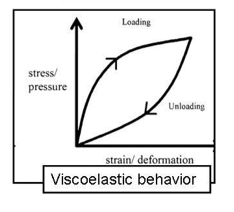 Loading
stress/
pressure
Unloading
strain/ deformation
Viscoelastic behavior